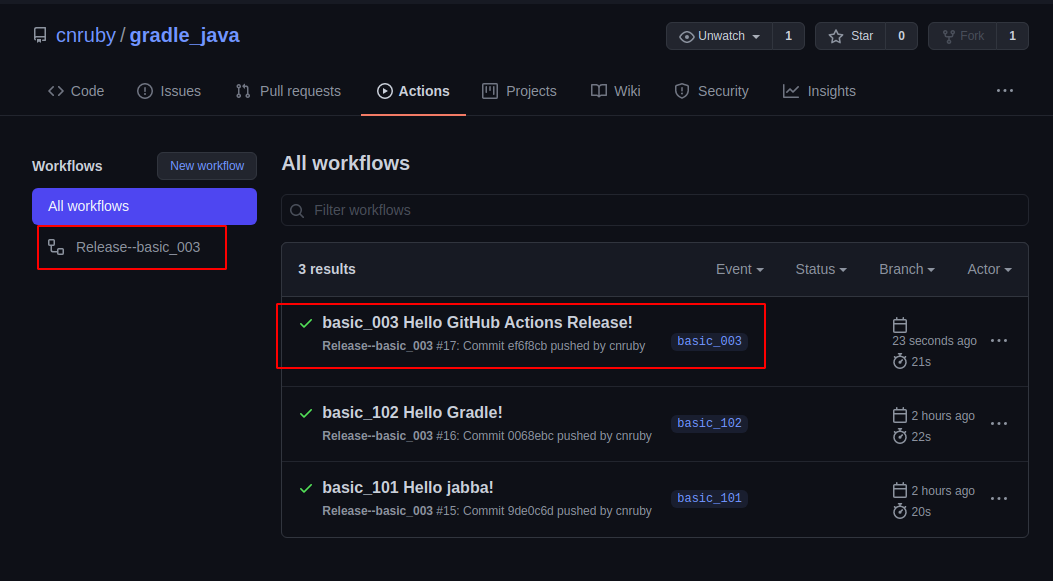 cnruby / gradle_java
Unwatch 1 Star 0 Fork 1
Code Issues Pull requests Actions Projects Wiki Security Insights
Workflows New workflow
All workflows
Release--basic_003
All workflows
Filter workflows
3 results Event Status Branch Actor
basic_003 Hello GitHub Actions Release!
Release--basic_003 #17: Commit ef6f8cb pushed by cnruby
basic_003
23 seconds ago
21s
basic_102 Hello Gradle!
Release--basic_003 #16: Commit 0068ebc pushed by cnruby
basic_102
2 hours ago
22s
basic_101 Hello jabba!
Release--basic_003 #15: Commit 9de0c6d pushed by cnruby
basic_101
2 hours ago
20s